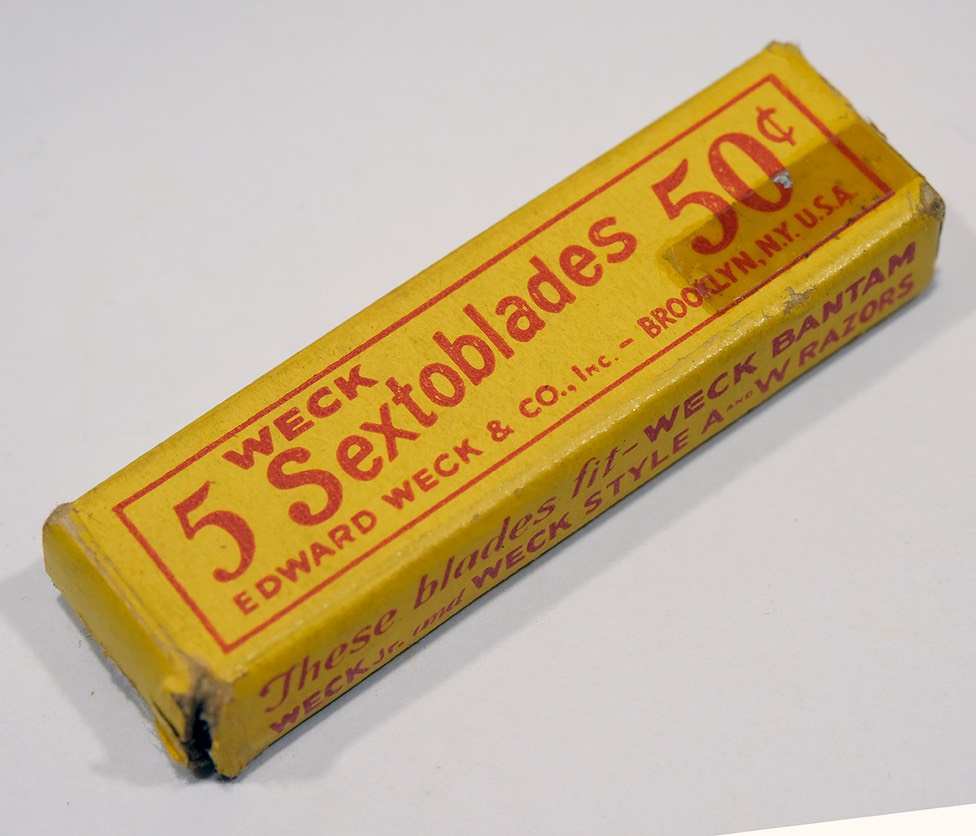 WECK
5 Sextoblades 50¢
EDWARD WECK & CO., INC. - BROOKLYN, N.Y. U.S.A.
These blades fit-WECK BANTAM
WECK Jr. and WECK STYLE A AND W RAZORS